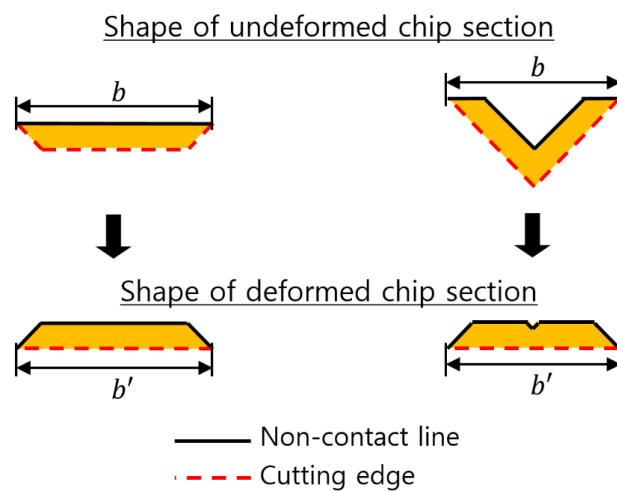 Shape of undeformed chip section
b
b
Shape of deformed chip section
b′
b′
Non-contact line
Cutting edge